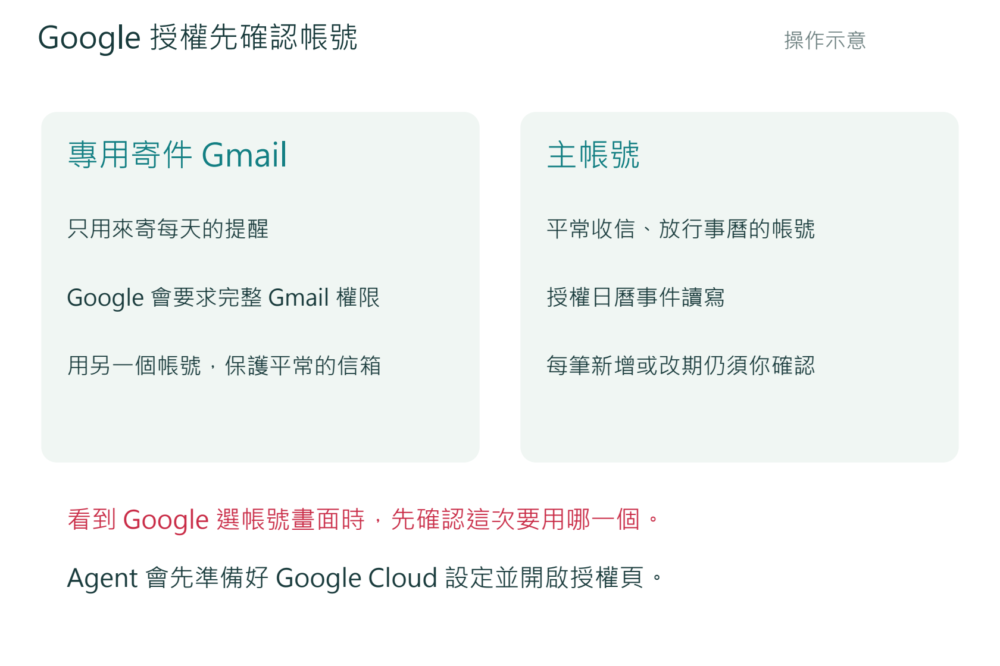 Google 授權先確認帳號
操作示意
專用寄件 Gmail
只用來寄每天的提醒
Google 會要求完整 Gmail 權限
用另一個帳號，保護平常的信箱
主帳號
平常收信、放行事曆的帳號
授權日曆事件讀寫
每筆新增或改期仍須你確認
看到 Google 選帳號畫面時，先確認這次要用哪一個。
Agent 會先準備好 Google Cloud 設定並開啟授權頁。